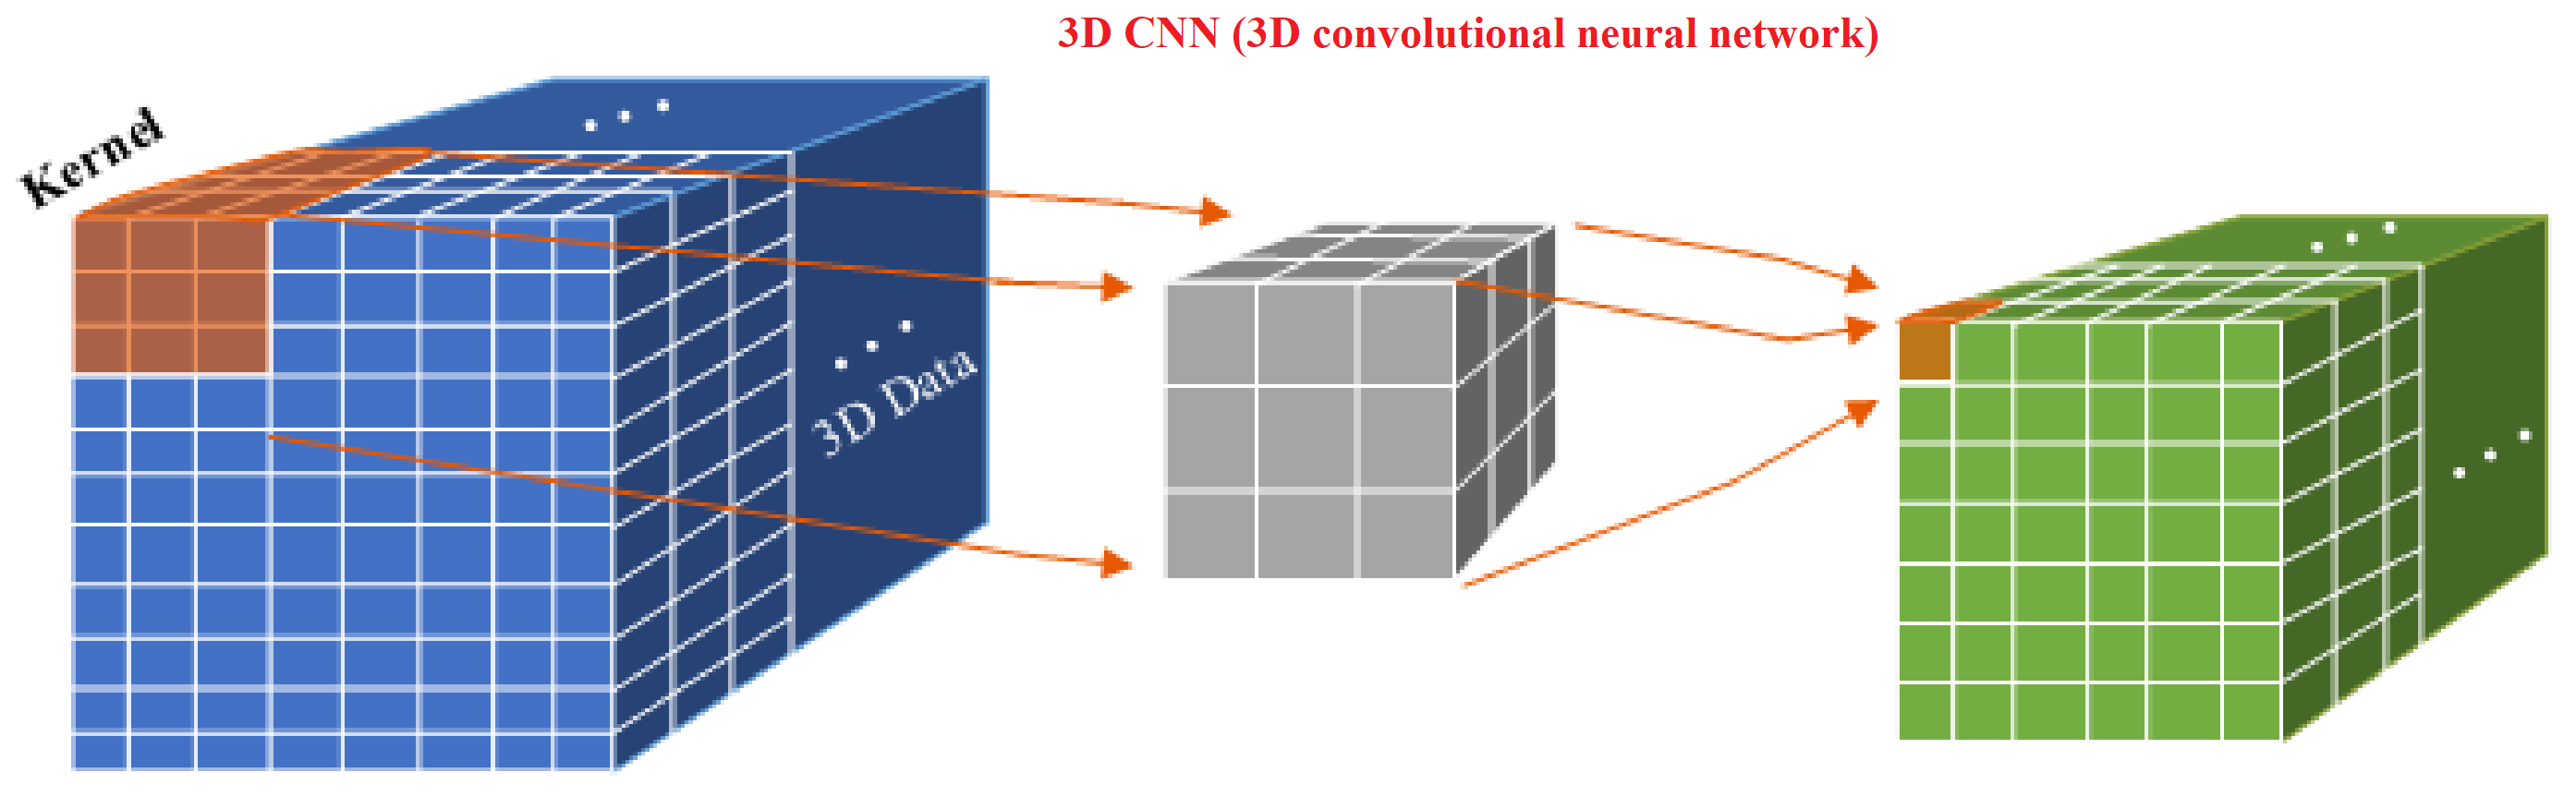 3D CNN (3D convolutional neural network)
Kernel
3D Data